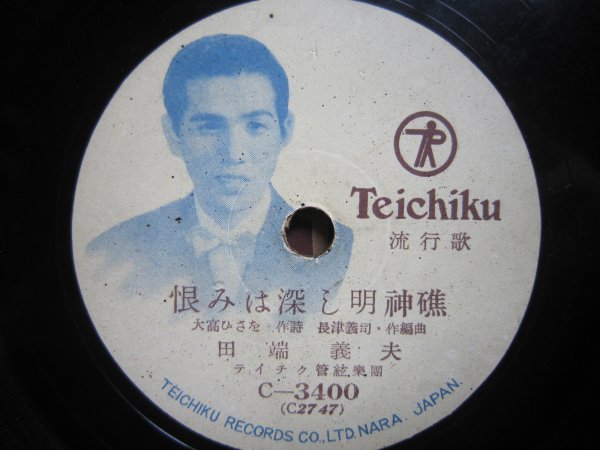 Teichiku
流行歌
恨みは深し明神礁
大高ひさを・作詩 長津義司・作編曲
田端義夫
テイチク管絃樂團
C—3400
(C2747)
TEICHIKU RECORDS CO., LTD. NARA. JAPAN.